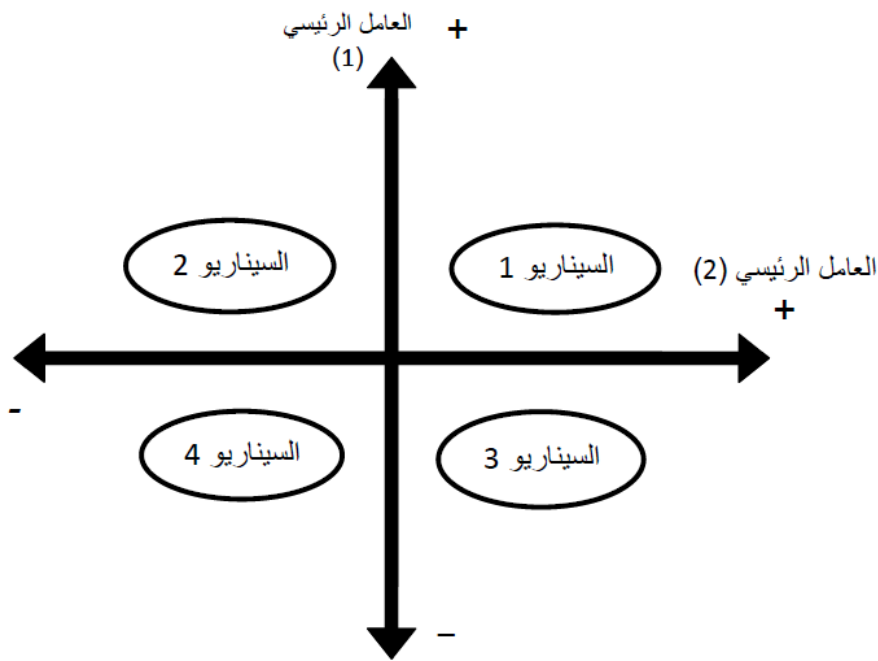 العامل الرئيسي +
(1)
السيناريو 1
السيناريو 2
العامل الرئيسي (2)
+
-
السيناريو 3
السيناريو 4
–